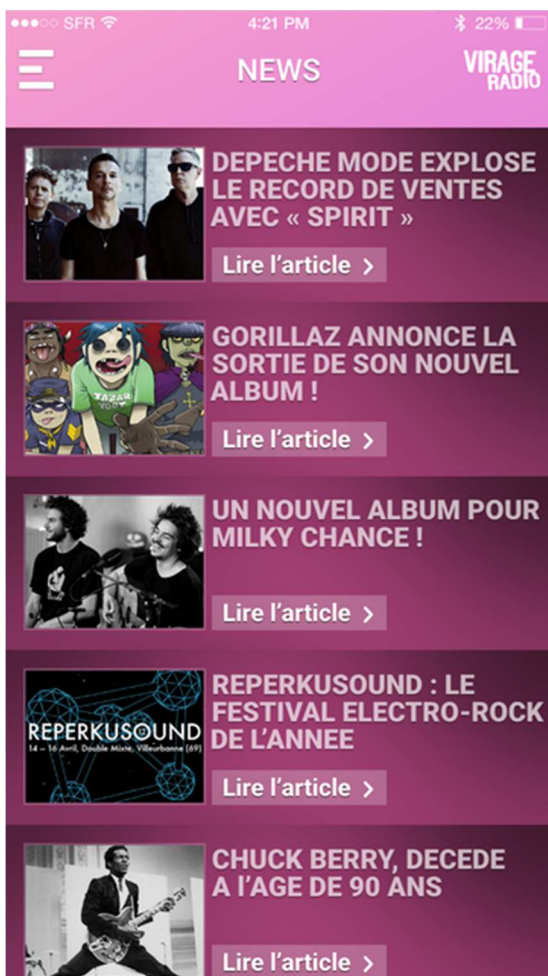 SFR
4:21 PM
22%
NEWS
VIRAGE
RADIO
DEPECHE MODE EXPLOSE
LE RECORD DE VENTES
AVEC « SPIRIT »
Lire l’article >
GORILLAZ ANNONCE LA
SORTIE DE SON NOUVEL
ALBUM !
TAZAR
Lire l’article >
UN NOUVEL ALBUM POUR
MILKY CHANCE !
Lire l’article >
REPERKUSOUND
14 – 16 Avril, Double Mixte, Villeurbanne (69)
REPERKUSOUND : LE
FESTIVAL ELECTRO-ROCK
DE L’ANNEE
Lire l’article >
CHUCK BERRY, DECEDE
A l’AGE DE 90 ANS
Lire l’article >